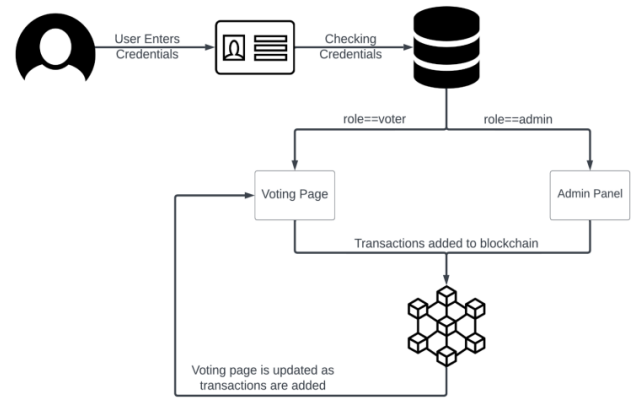 User Enters
Credentials
Checking
Credentials
role==voter
role==admin
Voting Page
Admin Panel
Transactions added to blockchain
Voting page is updated as
transactions are added